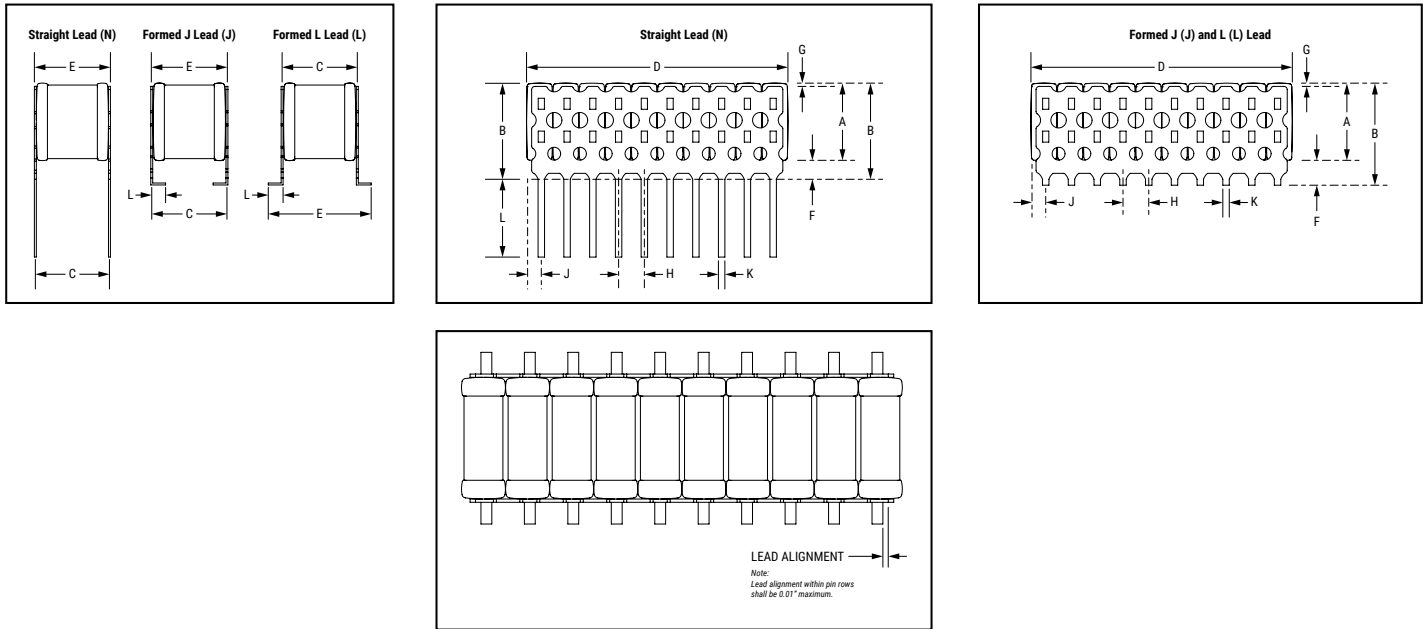 Straight Lead (N)
Formed J Lead (J)
Formed L Lead (L)
E
E
C
L
L
C
C
E
Straight Lead (N)
D
G
B
A
B
L
F
J
H
K
Formed J (J) and L (L) Lead
D
G
A
B
J
H
K
F
LEAD ALIGNMENT
Note:
Lead alignment within pin rows
shall be 0.01" maximum.